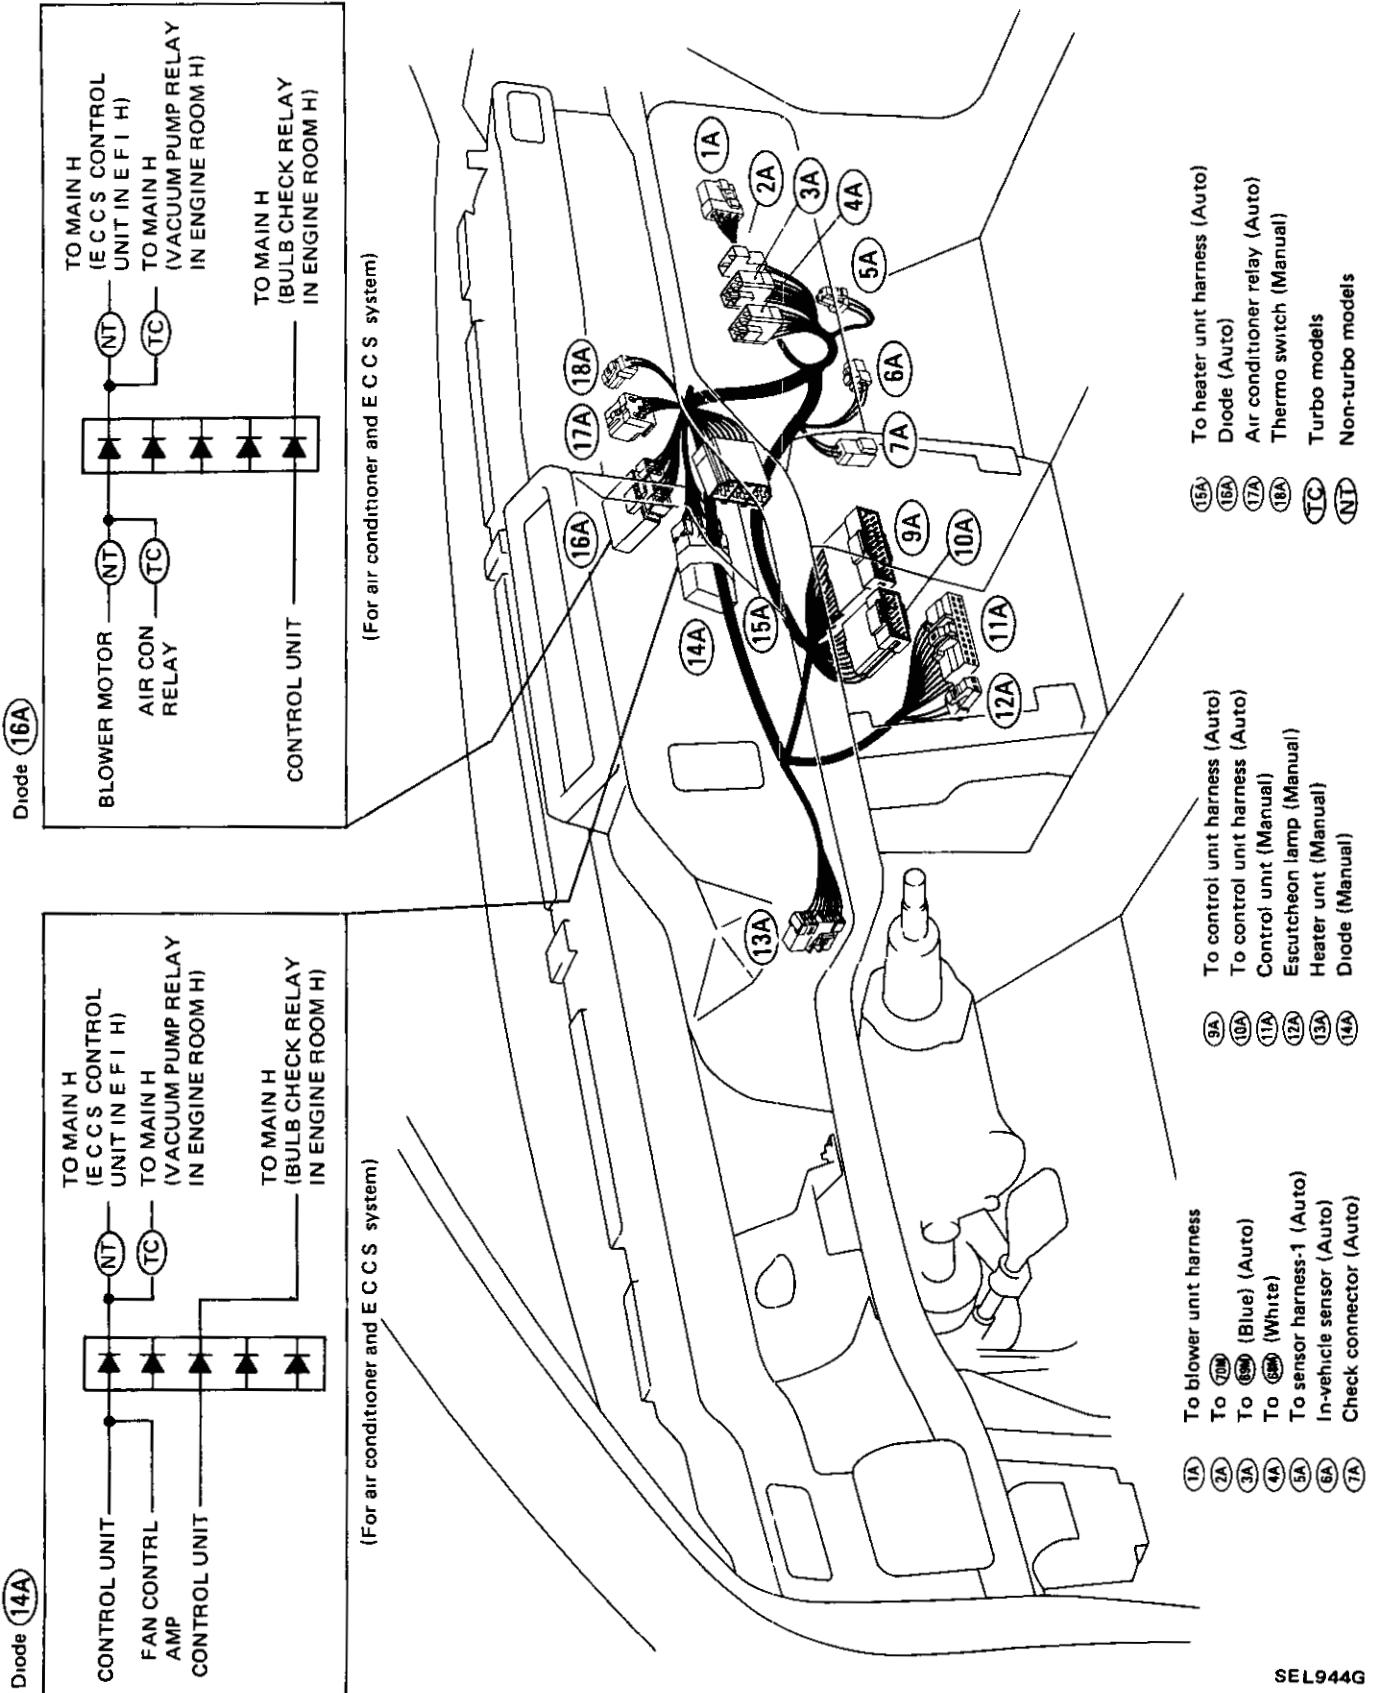 Diode 14A
CONTROL UNIT
FAN CONTRL
AMP
CONTROL UNIT
NT
TC
TO MAIN H
(E C C S CONTROL
UNIT IN E F I H)
TO MAIN H
(VACUUM PUMP RELAY
IN ENGINE ROOM H)
TO MAIN H
(BULB CHECK RELAY
IN ENGINE ROOM H)
(For air conditioner and E C C S system)
Diode 16A
BLOWER MOTOR
AIR CON
RELAY
CONTROL UNIT
NT
TC
NT
TC
TO MAIN H
(E C C S CONTROL
UNIT IN E F I H)
TO MAIN H
(VACUUM PUMP RELAY
IN ENGINE ROOM H)
TO MAIN H
(BULB CHECK RELAY
IN ENGINE ROOM H)
(For air conditioner and E C C S system)
13A
14A
15A
16A
17A
18A
1A
2A
3A
4A
5A
6A
7A
9A
10A
11A
12A
1A To blower unit harness
2A To 70M
3A To 69M (Blue) (Auto)
4A To 68M (White)
5A To sensor harness-1 (Auto)
6A In-vehicle sensor (Auto)
7A Check connector (Auto)
9A To control unit harness (Auto)
10A To control unit harness (Auto)
11A Control unit (Manual)
12A Escutcheon lamp (Manual)
13A Heater unit (Manual)
14A Diode (Manual)
15A To heater unit harness (Auto)
16A Diode (Auto)
17A Air conditioner relay (Auto)
18A Thermo switch (Manual)
TC Turbo models
NT Non-turbo models
SEL944G